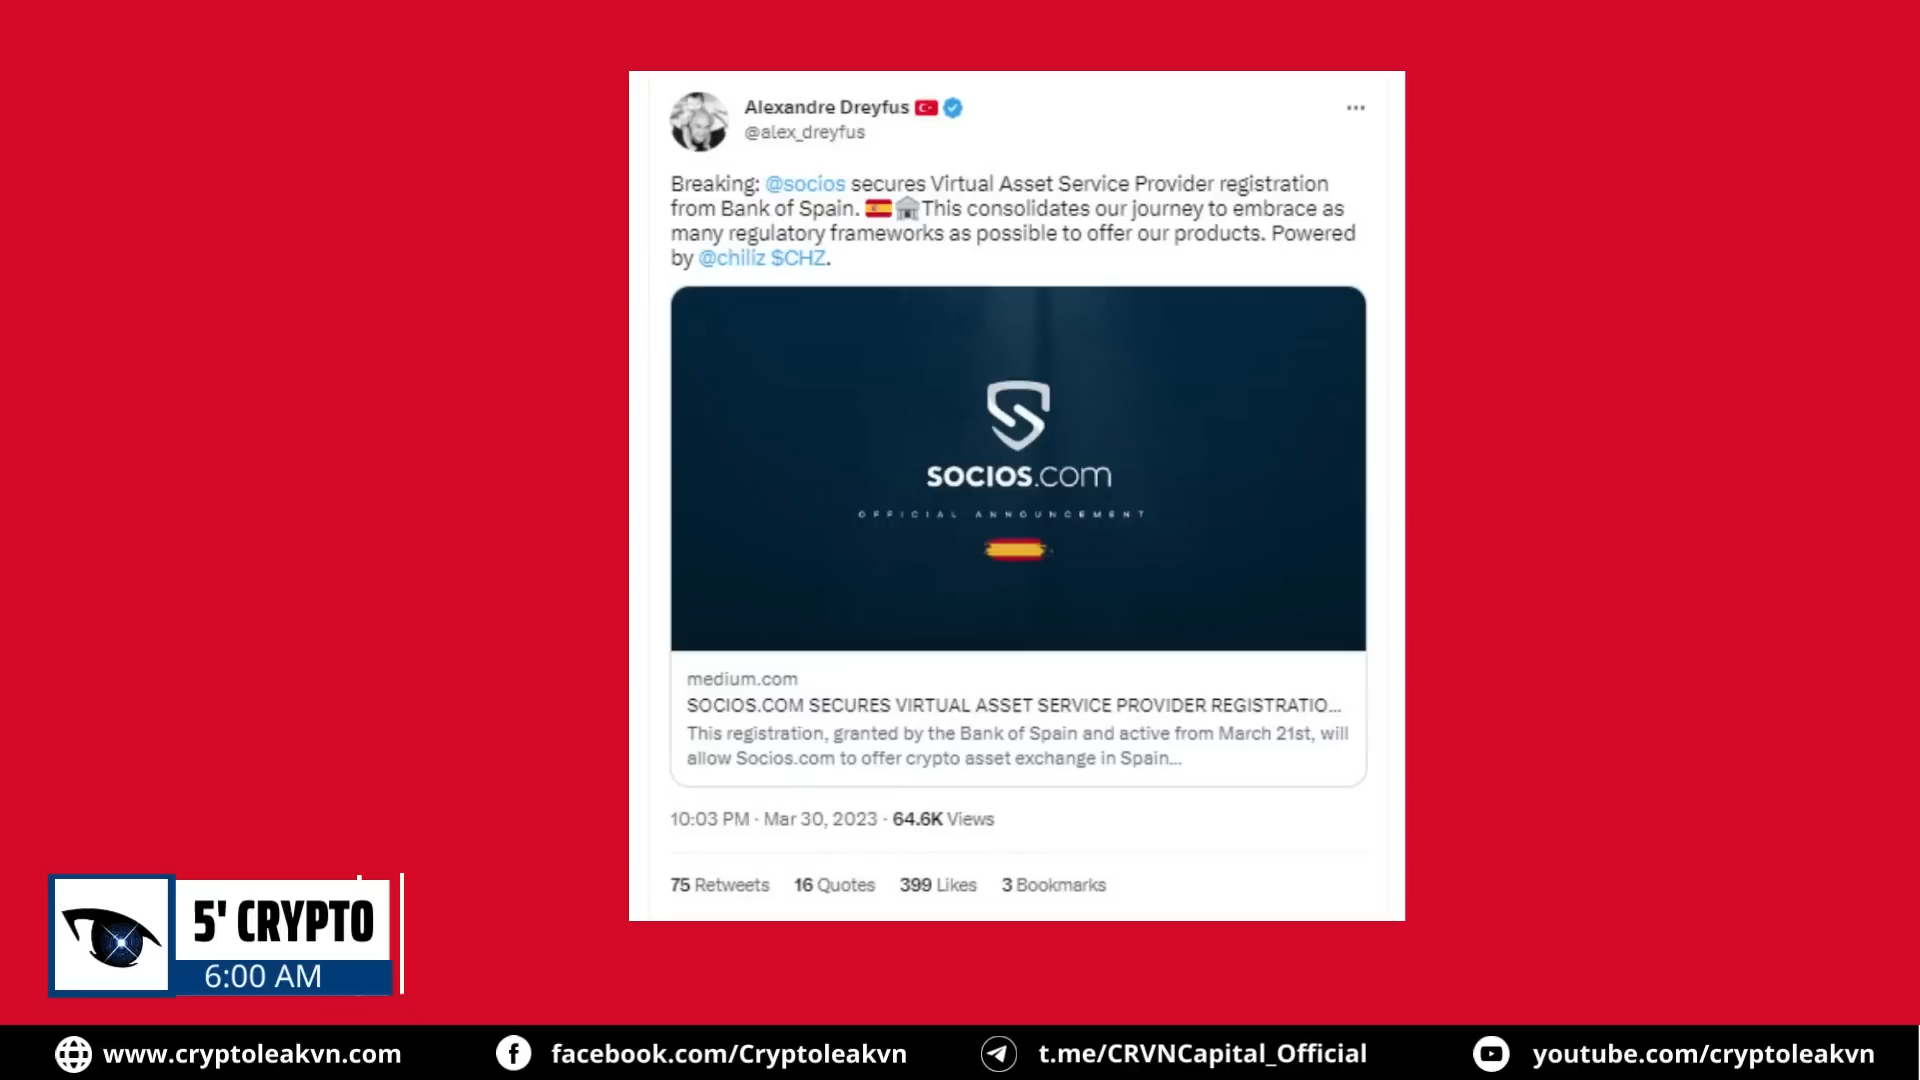 Alexandre Dreyfus
@alex_dreyfus
Breaking: @socios secures Virtual Asset Service Provider registration
from Bank of Spain. 🇪🇸🏛️This consolidates our journey to embrace as
many regulatory frameworks as possible to offer our products. Powered
by @chiliz $CHZ.
SOCIOS.com
OFFICIAL ANNOUNCEMENT
medium.com
SOCIOS.COM SECURES VIRTUAL ASSET SERVICE PROVIDER REGISTRATIO...
This registration, granted by the Bank of Spain and active from March 21st, will
allow Socios.com to offer crypto asset exchange in Spain...
10:03 PM · Mar 30, 2023 · 64.6K Views
75 Retweets 16 Quotes 399 Likes 3 Bookmarks
5' CRYPTO
6:00 AM
www.cryptoleakvn.com
facebook.com/Cryptoleakvn
t.me/CRVNCapital_Official
youtube.com/cryptoleakvn